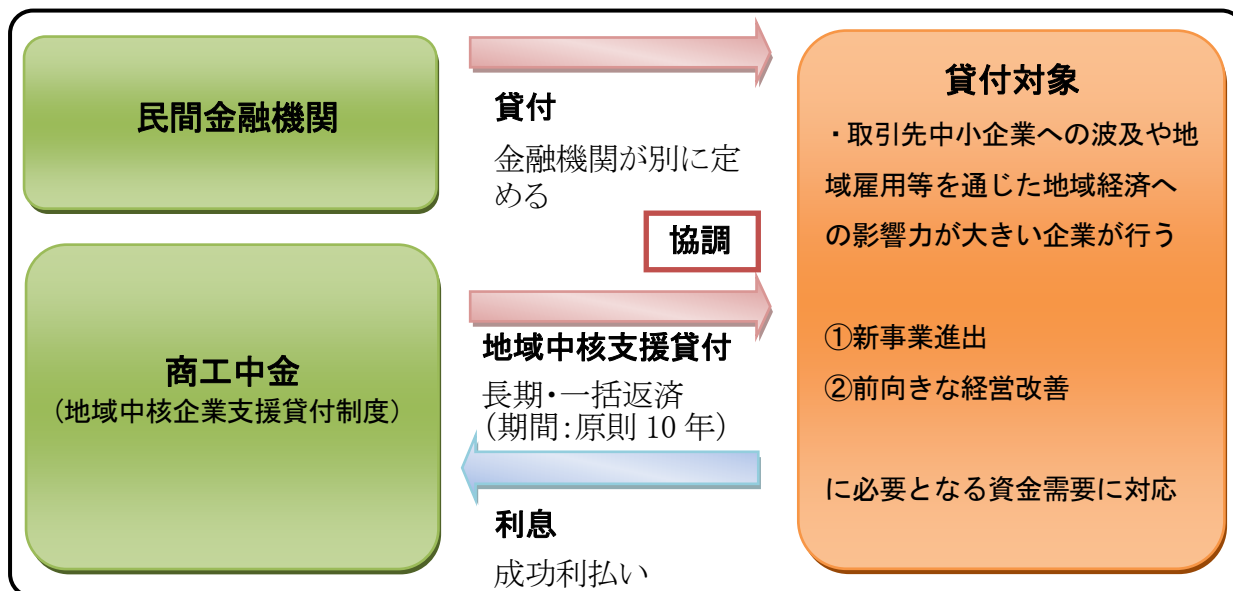 民間金融機関
貸付
金融機関が別に定
める
協調
商工中金
（地域中核企業支援貸付制度）
地域中核支援貸付
長期・一括返済
(期間：原則 10 年)
利息
成功利払い
貸付対象
・取引先中小企業への波及や地
域雇用等を通じた地域経済へ
の影響力が大きい企業が行う
①新事業進出
②前向きな経営改善
に必要となる資金需要に対応